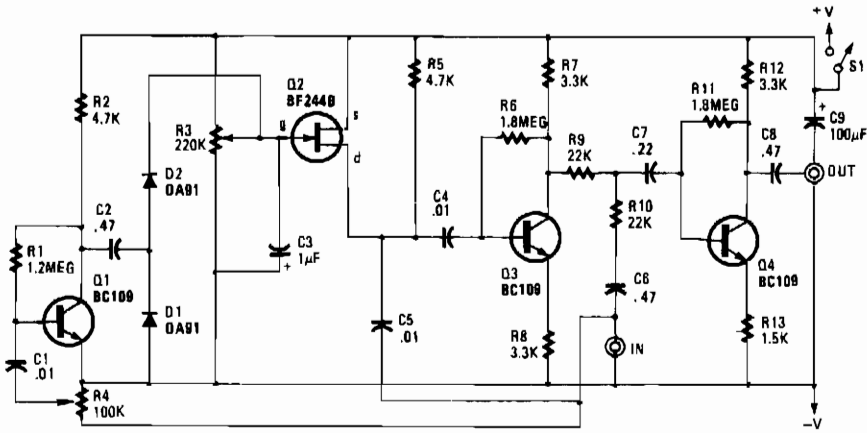 +V
S1
R2
4.7K
Q2
BF244B
R5
4.7K
R7
3.3K
R12
3.3K
R11
1.8MEG
R6
1.8MEG
C9
100µF
+
R3
220K
g
s
d
R9
22K
C7
.22
C8
.47
OUT
D2
OA91
C2
.47
C4
.01
R10
22K
R1
1.2MEG
Q1
BC109
C3
1µF
+
Q3
BC109
C6
.47
Q4
BC109
D1
OA91
C5
.01
R8
3.3K
IN
R13
1.5K
C1
.01
R4
100K
-V